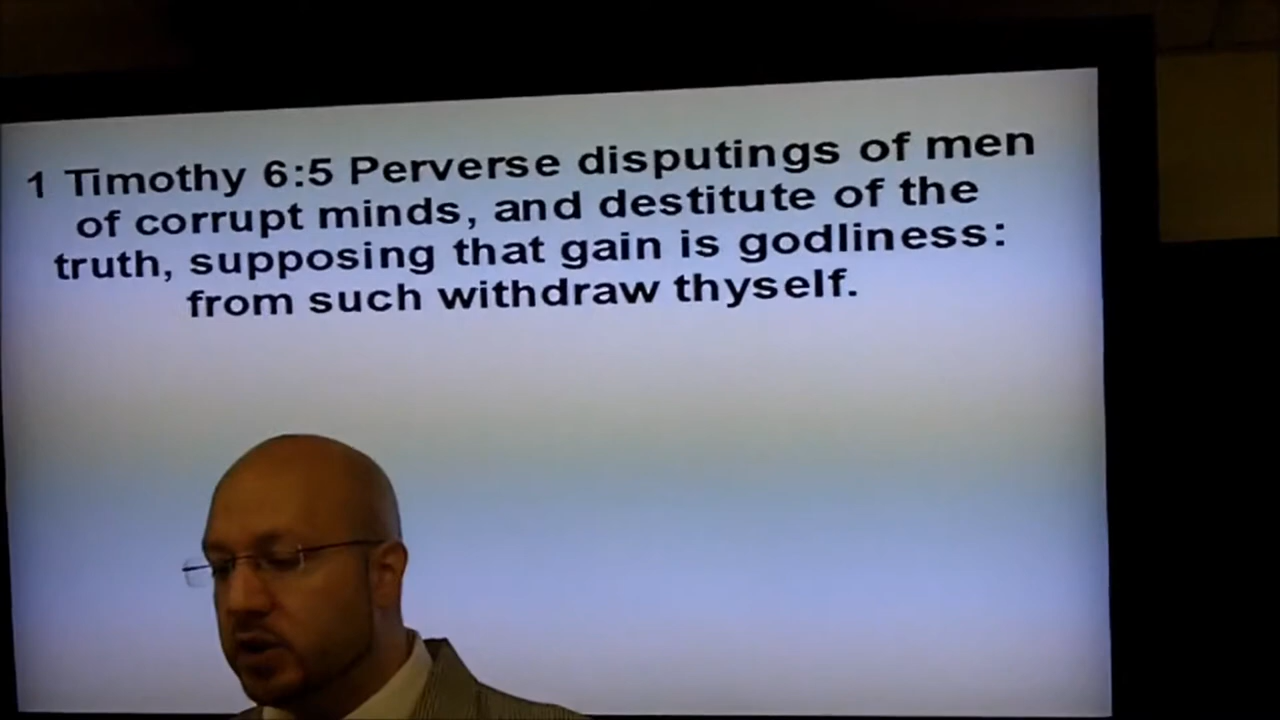 1 Timothy 6:5 Perverse disputings of men
of corrupt minds, and destitute of the
truth, supposing that gain is godliness:
from such withdraw thyself.